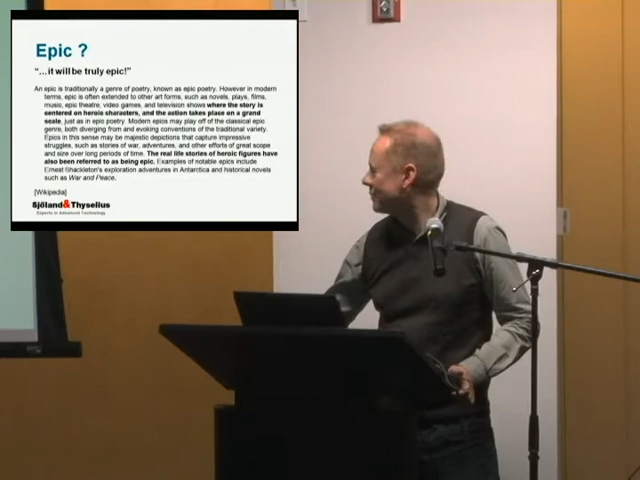 Epic ?
“…it will be truly epic!”
An epic is traditionally a genre of poetry, known as epic poetry. However in modern
terms, epic is often extended to other art forms, such as novels, plays, films,
music, epic theatre, video games, and television shows where the story is
centered on heroic characters, and the action takes place on a grand
scale, just as in epic poetry. Modern epics may play off of the classical epic
genre, both diverging from and evoking conventions of the traditional variety.
Epics in this sense may be majestic depictions that capture impressive
struggles, such as stories of war, adventures, and other efforts of great scope
and size over long periods of time. The real life stories of heroic figures have
also been referred to as being epic. Examples of notable epics include
Ernest Shackleton's exploration adventures in Antarctica and historical novels
such as War and Peace.
[Wikipedia]
Sjöland&Thyselius
Experts in Advanced Technology